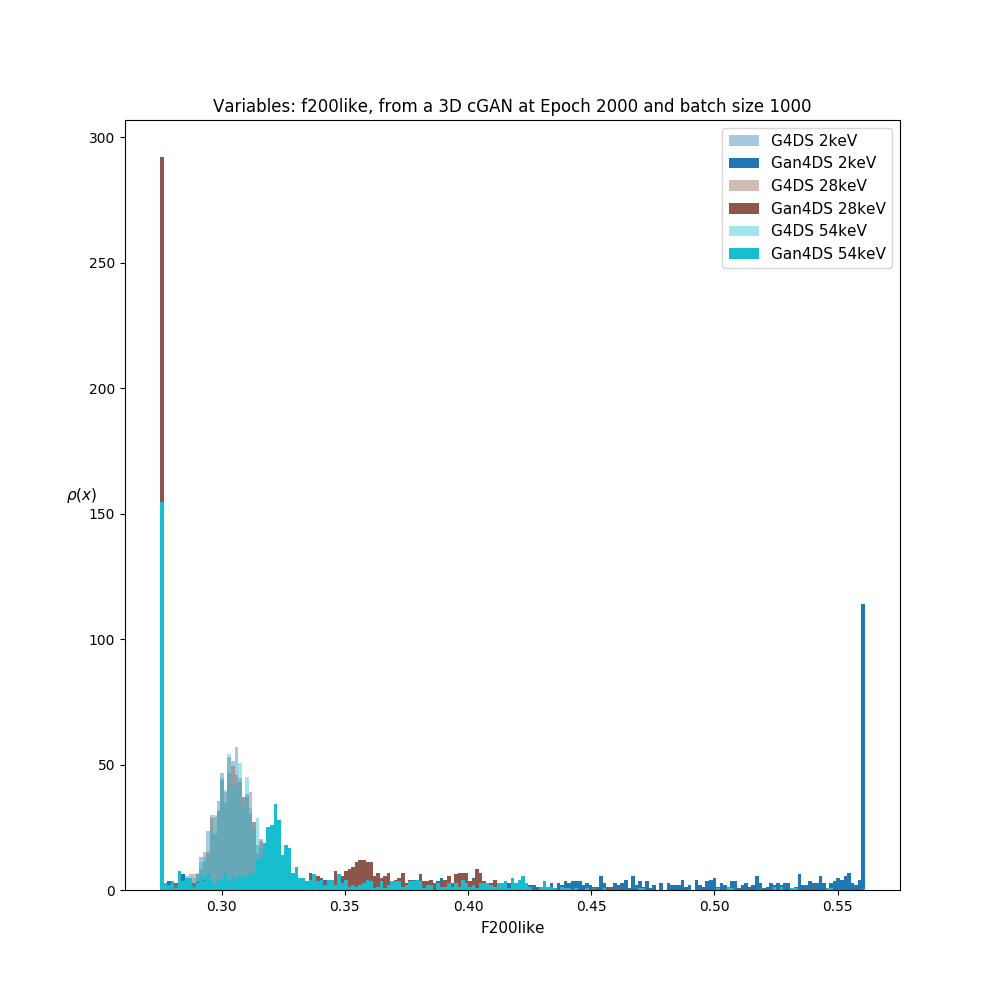 Variables: f200like, from a 3D cGAN at Epoch 2000 and batch size 1000
G4DS 2keV
Gan4DS 2keV
G4DS 28keV
Gan4DS 28keV
G4DS 54keV
Gan4DS 54keV
300
250
200
150
100
50
0
ρ(x)
0.30 0.35 0.40 0.45 0.50 0.55
F200like